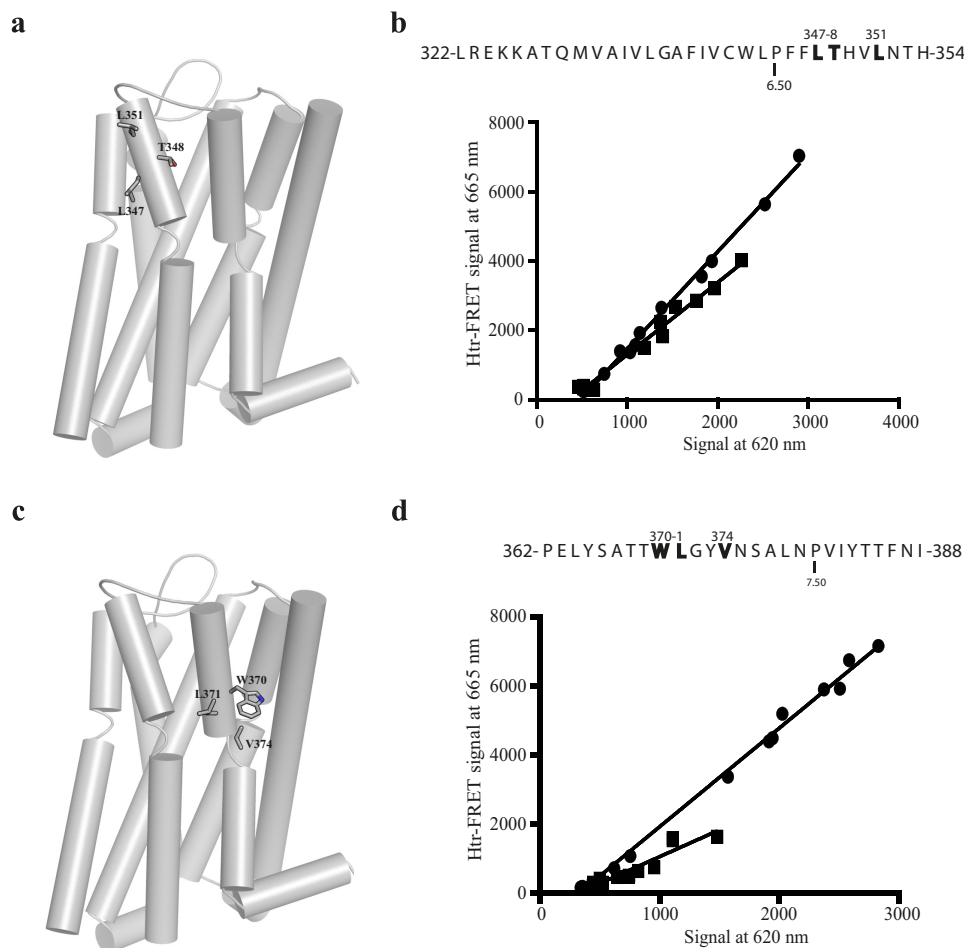 a
L351
T348
L347
b
347-8 351
322-LREKKATQMVAIVLGAFIVCWLPFFLTHVLNTH-354
6.50
Htr-FRET signal at 665 nm
8000
6000
4000
2000
0
0 1000 2000 3000 4000
Signal at 620 nm
c
W370
L371
V374
d
370-1 374
362-PELYSATTWLGYVNSALNPVIYTTFNI-388
7.50
Htr-FRET signal at 665 nm
8000
6000
4000
2000
0
0 1000 2000 3000
Signal at 620 nm